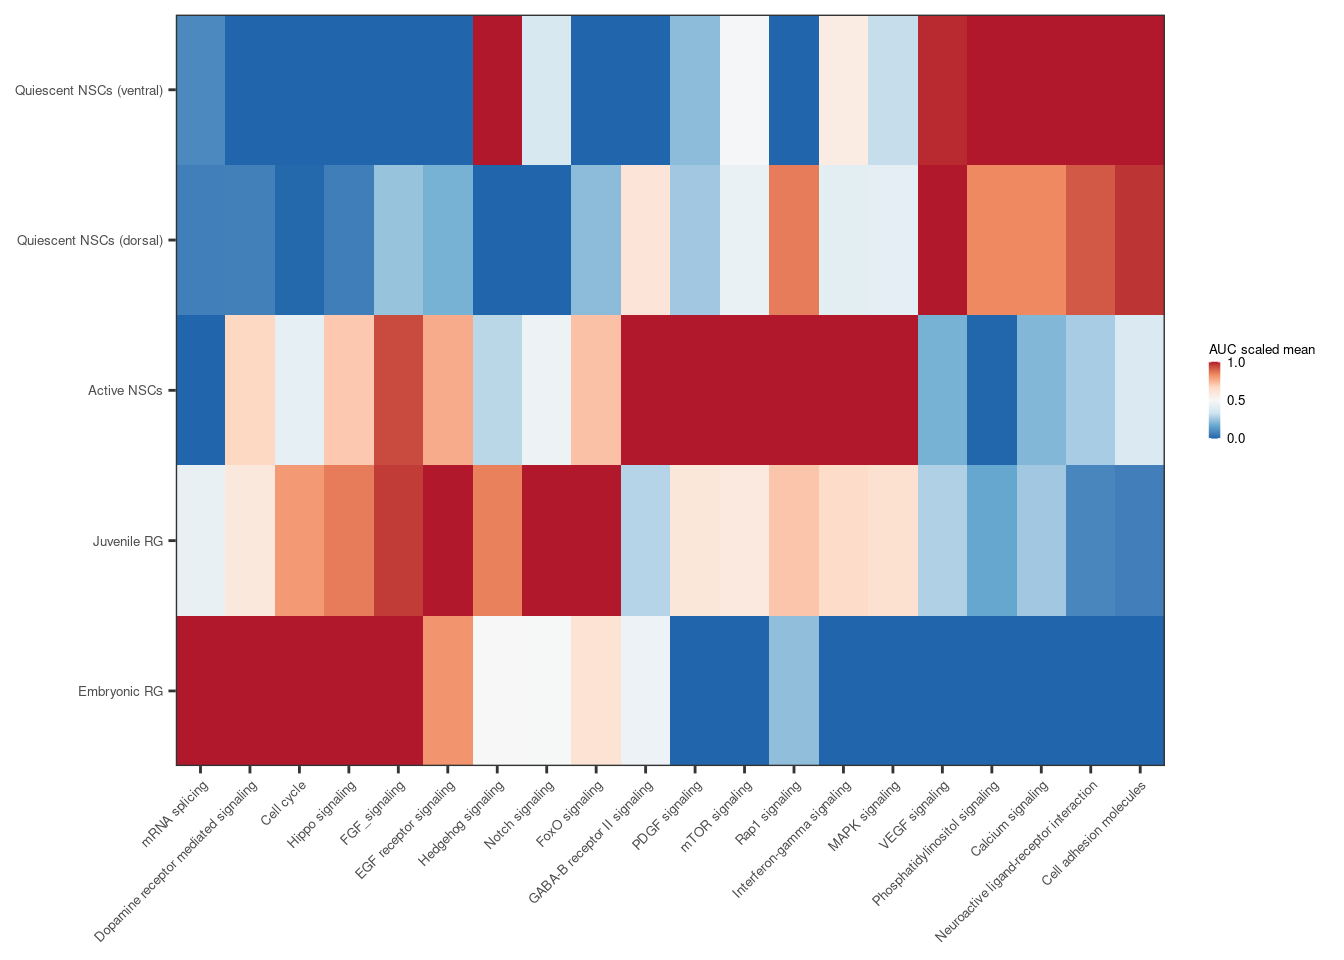 Quiescent NSCs (ventral)
Quiescent NSCs (dorsal)
Active NSCs
Juvenile RG
Embryonic RG
mRNA splicing
Dopamine receptor mediated signaling
Cell cycle
Hippo signaling
FGF_signaling
EGF receptor signaling
Hedgehog signaling
Notch signaling
FoxO signaling
GABA-B receptor II signaling
PDGF signaling
mTOR signaling
Rap1 signaling
Interferon-gamma signaling
MAPK signaling
VEGF signaling
Phosphatidylinositol signaling
Calcium signaling
Neuroactive ligand-receptor interaction
Cell adhesion molecules
AUC scaled mean
1.0
0.5
0.0